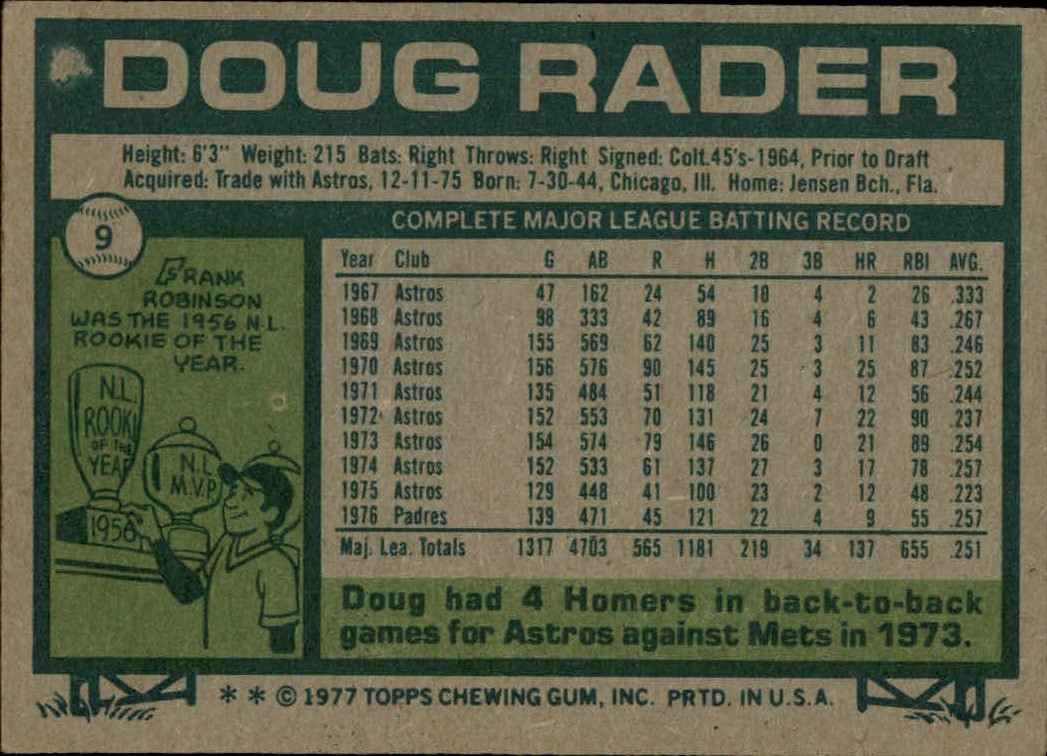 DOUG RADER
Height: 6'3" Weight: 215 Bats: Right Throws: Right Signed: Colt.45's-1964, Prior to Draft
Acquired: Trade with Astros, 12-11-75 Born: 7-30-44, Chicago, Ill. Home: Jensen Bch., Fla.
9
FRANK
ROBINSON
WAS THE 1956 N.L.
ROOKIE OF THE
YEAR.
N.L.
ROOKI
OF THE
YEAR
1956
N.L.
M.V.P.
COMPLETE MAJOR LEAGUE BATTING RECORD
Year Club G AB R H 2B 3B HR RBI AVG.
1967 Astros 47 162 24 54 10 4 2 26 .333
1968 Astros 98 333 42 89 16 4 6 43 .267
1969 Astros 155 569 62 140 25 3 11 83 .246
1970 Astros 156 576 90 145 25 3 25 87 .252
1971 Astros 135 484 51 118 21 4 12 56 .244
1972 Astros 152 553 70 131 24 7 22 90 .237
1973 Astros 154 574 79 146 26 0 21 89 .254
1974 Astros 152 533 61 137 27 3 17 78 .257
1975 Astros 129 448 41 100 23 2 12 48 .223
1976 Padres 139 471 45 121 22 4 9 55 .257
Maj. Lea. Totals 1317 4703 565 1181 219 34 137 655 .251
Doug had 4 Homers in back-to-back
games for Astros against Mets in 1973.
* * © 1977 TOPPS CHEWING GUM, INC. PRTD. IN U.S.A.